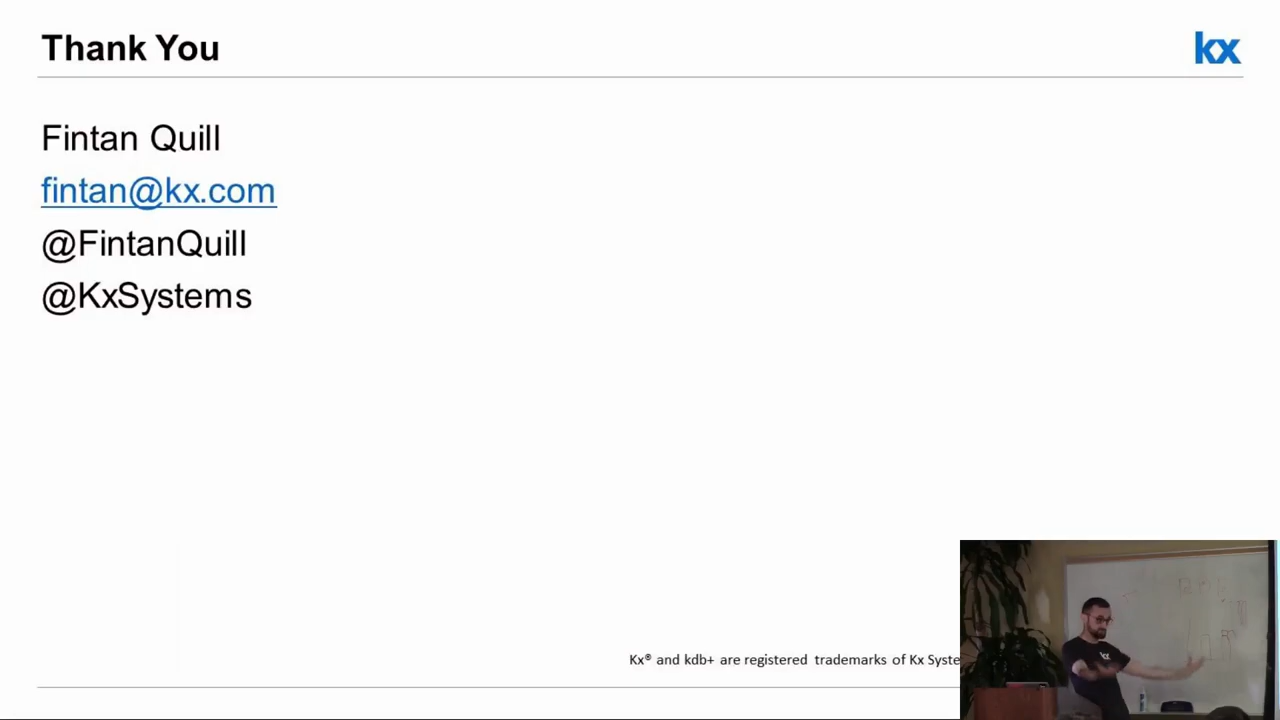 Thank You
kx
Fintan Quill
fintan@kx.com
@FintanQuill
@KxSystems
Kx® and kdb+ are registered trademarks of Kx Syste
kx